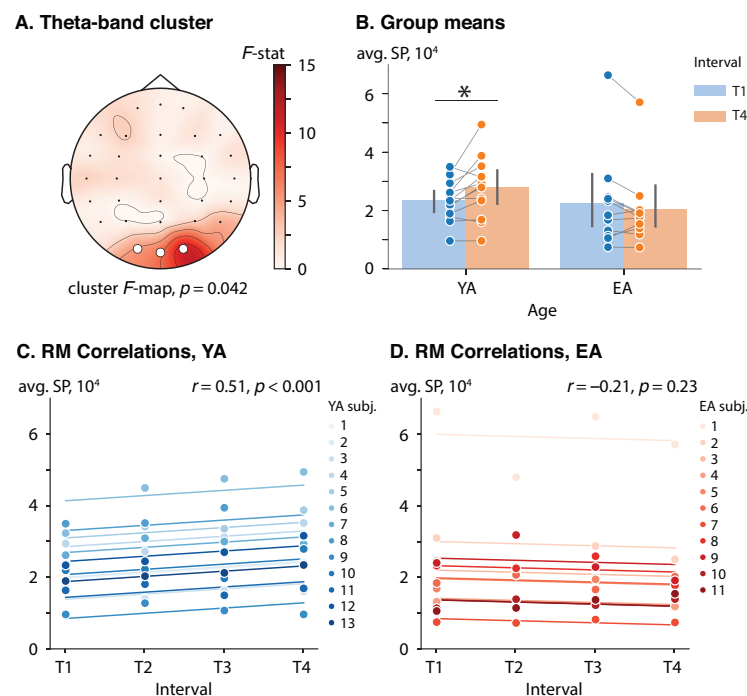 A. Theta-band cluster
F-stat
15
10
5
0
cluster F-map, p = 0.042
B. Group means
avg. SP, 10⁴
6
4
2
0
*
YA
EA
Age
Interval
T1
T4
C. RM Correlations, YA
avg. SP, 10⁴
r = 0.51, p < 0.001
6
4
2
0
T1
T2
T3
T4
Interval
YA subj.
1
2
3
4
5
6
7
8
9
10
11
12
13
D. RM Correlations, EA
avg. SP, 10⁴
r = −0.21, p = 0.23
6
4
2
0
T1
T2
T3
T4
Interval
EA subj.
1
2
3
4
5
6
7
8
9
10
11